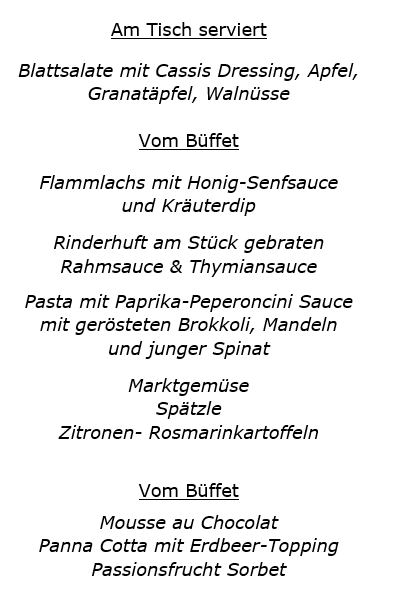 Am Tisch serviert
Blattsalate mit Cassis Dressing, Apfel,
Granatäpfel, Walnüsse
Vom Büffet
Flammlachs mit Honig-Senfsauce
und Kräuterdip
Rinderhuft am Stück gebraten
Rahmsauce & Thymiansauce
Pasta mit Paprika-Peperoncini Sauce
mit gerösteten Brokkoli, Mandeln
und junger Spinat
Marktgemüse
Spätzle
Zitronen- Rosmarinkartoffeln
Vom Büffet
Mousse au Chocolat
Panna Cotta mit Erdbeer-Topping
Passionsfrucht Sorbet